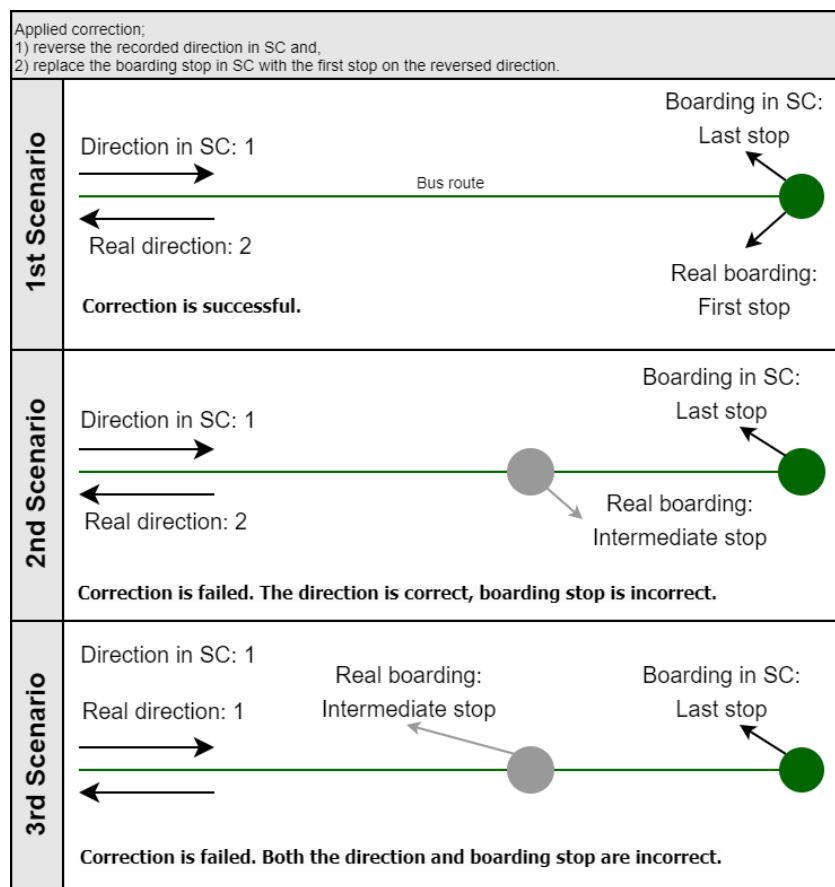 Applied correction;
1) reverse the recorded direction in SC and,
2) replace the boarding stop in SC with the first stop on the reversed direction.
1st Scenario
Boarding in SC:
Last stop
Direction in SC: 1
Bus route
Real direction: 2
Real boarding:
First stop
Correction is successful.
2nd Scenario
Boarding in SC:
Last stop
Direction in SC: 1
Real direction: 2
Real boarding:
Intermediate stop
Correction is failed. The direction is correct, boarding stop is incorrect.
3rd Scenario
Direction in SC: 1
Real boarding:
Intermediate stop
Boarding in SC:
Last stop
Real direction: 1
Correction is failed. Both the direction and boarding stop are incorrect.